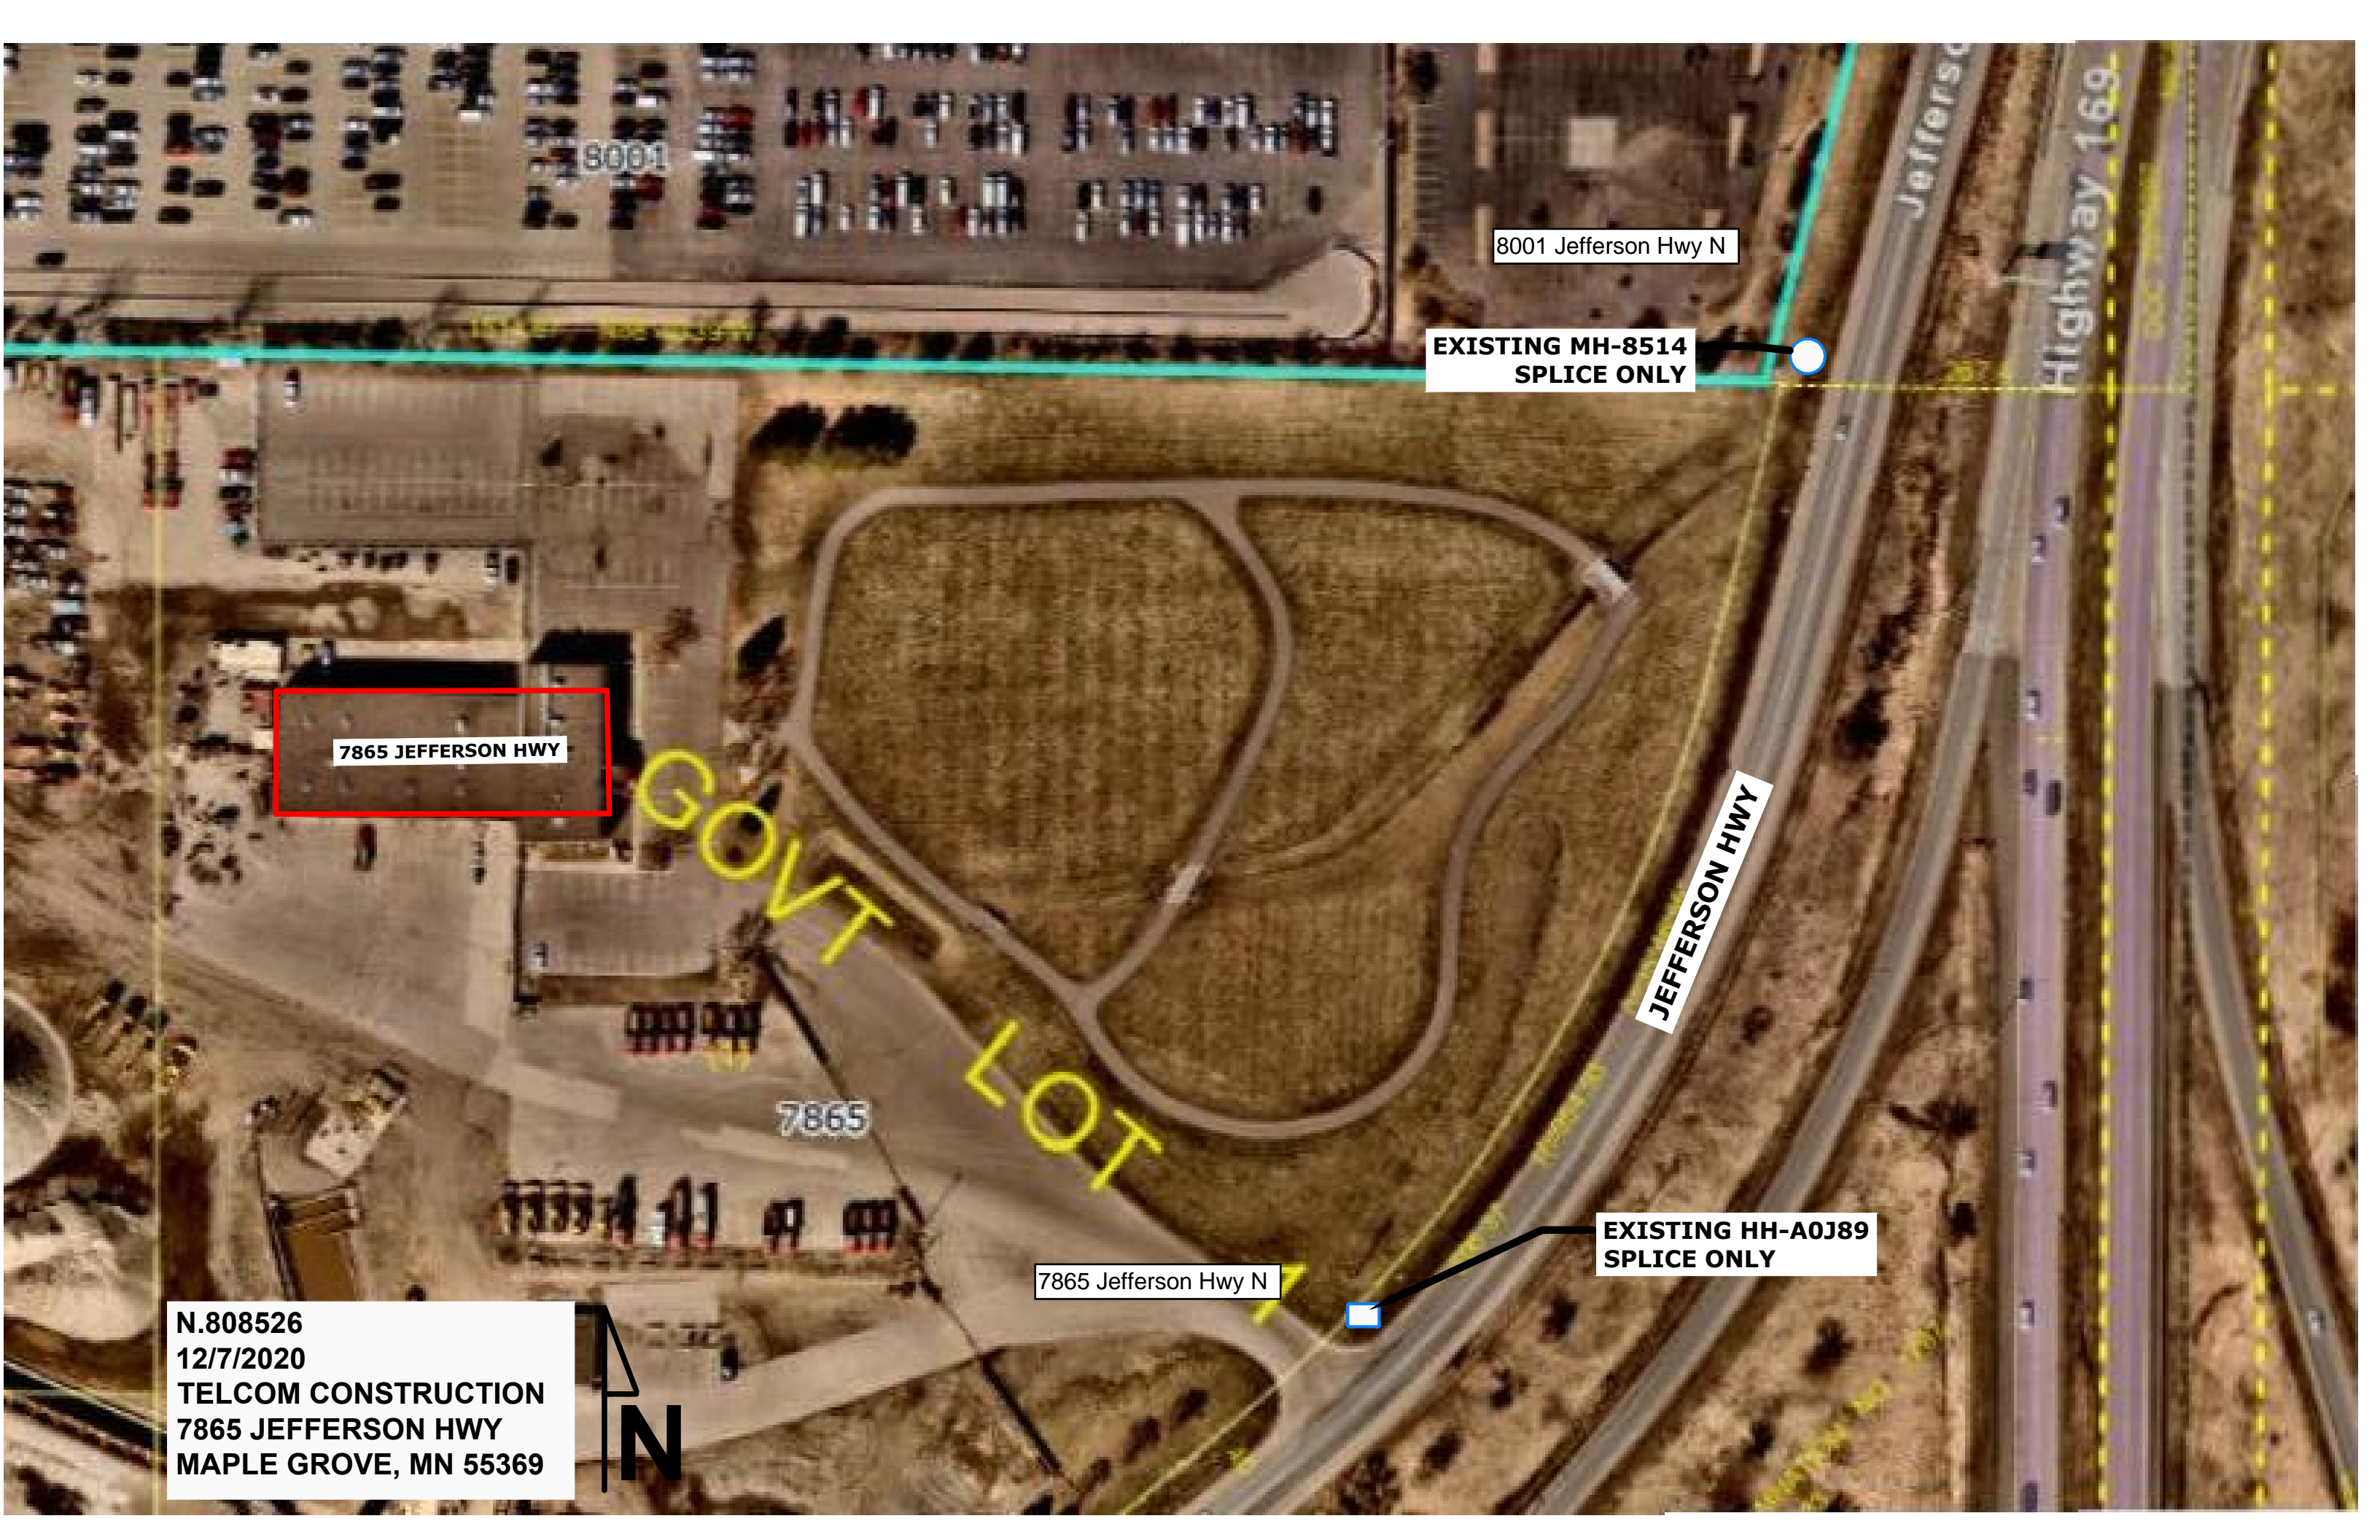 Jefferso
Highway 169
8001
8001 Jefferson Hwy N
EXISTING MH-8514
SPLICE ONLY
7865 JEFFERSON HWY
GOVT LOT 1
JEFFERSON HWY
7865
EXISTING HH-A0J89
SPLICE ONLY
7865 Jefferson Hwy N
N.808526
12/7/2020
TELCOM CONSTRUCTION
7865 JEFFERSON HWY
MAPLE GROVE, MN 55369
N